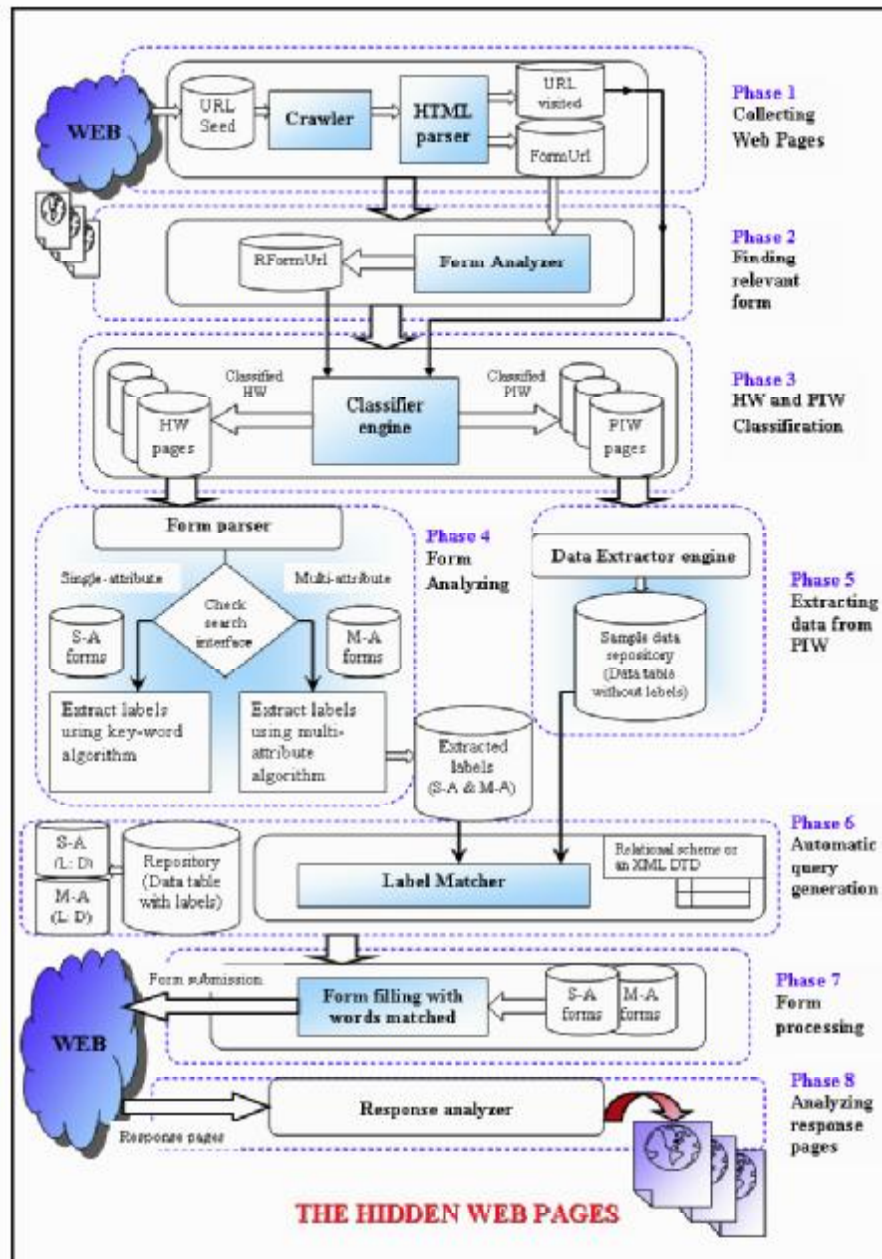 WEB
URL
Seed
Crawler
HTML
parser
URL
visited
FormUrl
Phase 1
Collecting
Web Pages
RFormUrl
Form Analyzer
Phase 2
Finding
relevant
form
Classified
HW
Classified
PIW
HW
pages
Classifier
engine
PIW
pages
Phase 3
HW and PIW
Classification
Form parser
Single-attribute
Multi-attribute
Check
search
interface
S-A
forms
M-A
forms
Extract labels
using key-word
algorithm
Extract labels
using multi-
attribute
algorithm
Phase 4
Form
Analyzing
Extracted
labels
(S-A & M-A)
Data Extractor engine
Sample data
repository
(Data table
without labels)
Phase 5
Extracting
data from
PIW
S-A
(L: D)
M-A
(L: D)
Repository
(Data table
with labels)
Label Matcher
Relational scheme or
an XML DTD
Phase 6
Automatic
query
generation
Form submission
Form filling with
words matched
S-A
forms
M-A
forms
Phase 7
Form
processing
WEB
Response pages
Response analyzer
Phase 8
Analyzing
response
pages
THE HIDDEN WEB PAGES